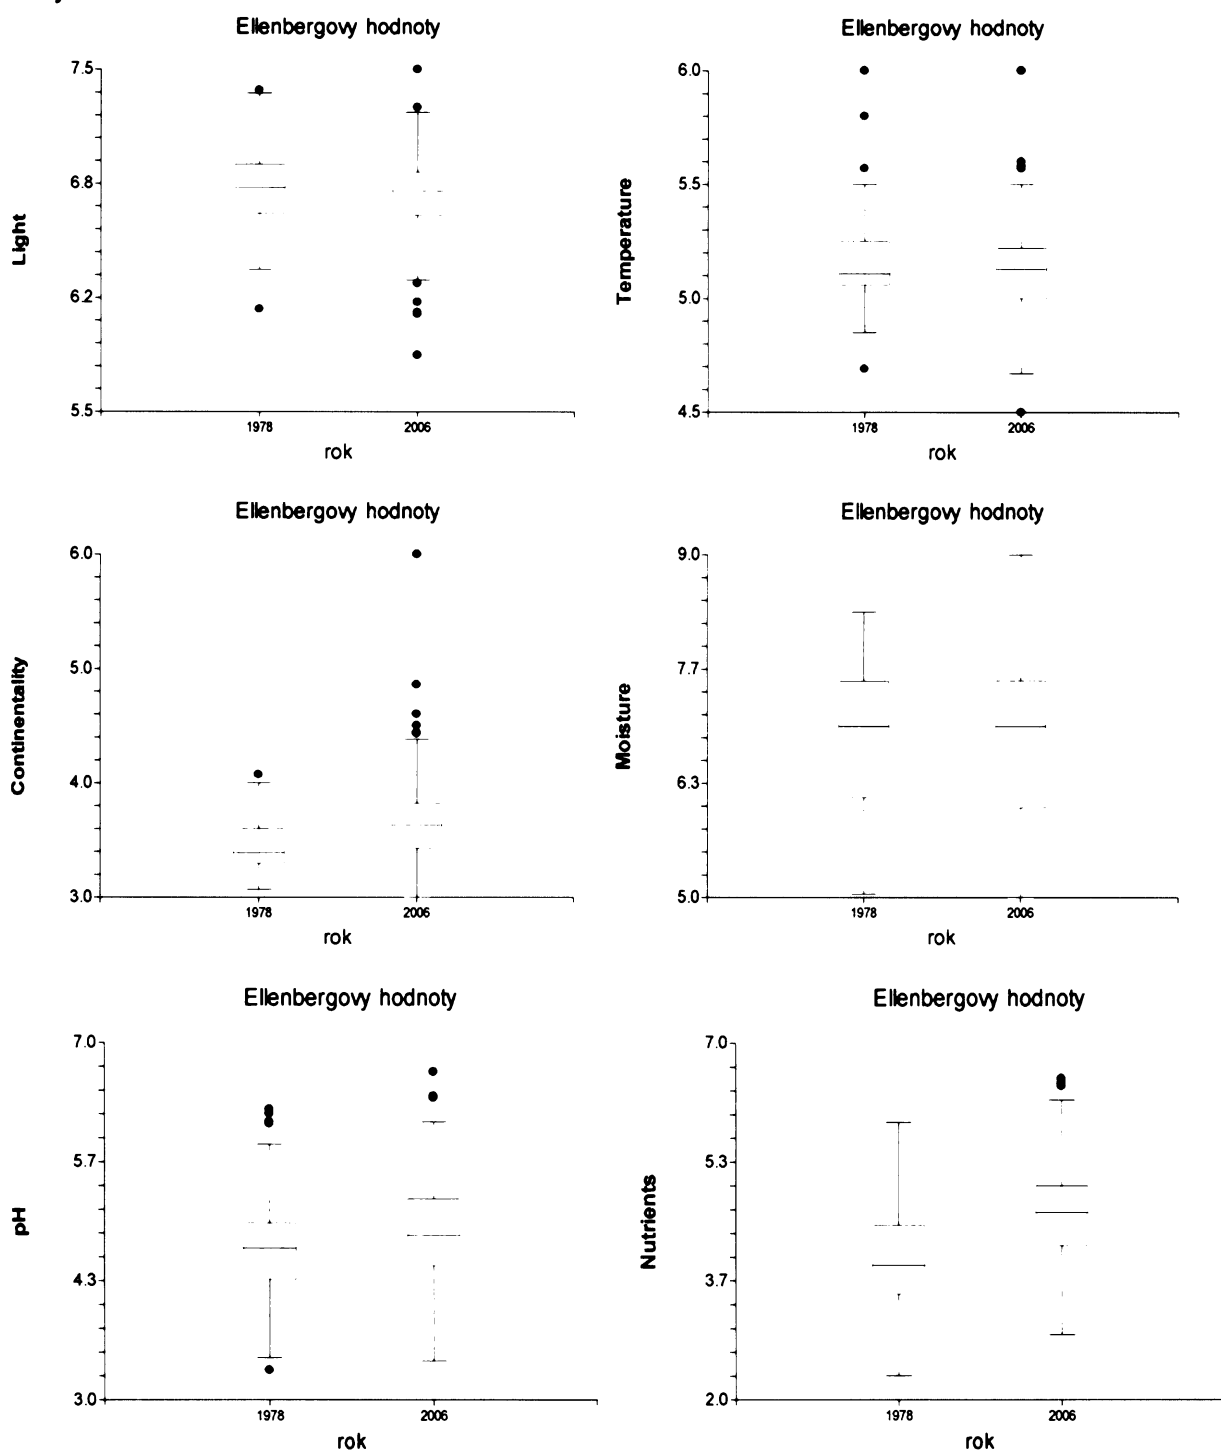 Ellenbergovy hodnoty
7.5
6.8
6.2
5.5
Light
1978
2006
rok
Ellenbergovy hodnoty
6.0
5.5
5.0
4.5
Temperature
1978
2006
rok
Ellenbergovy hodnoty
6.0
5.0
4.0
3.0
Continentality
1978
2006
rok
Ellenbergovy hodnoty
9.0
7.7
6.3
5.0
Moisture
1978
2006
rok
Ellenbergovy hodnoty
7.0
5.7
4.3
3.0
pH
1978
2006
rok
Ellenbergovy hodnoty
7.0
5.3
3.7
2.0
Nutrients
1978
2006
rok